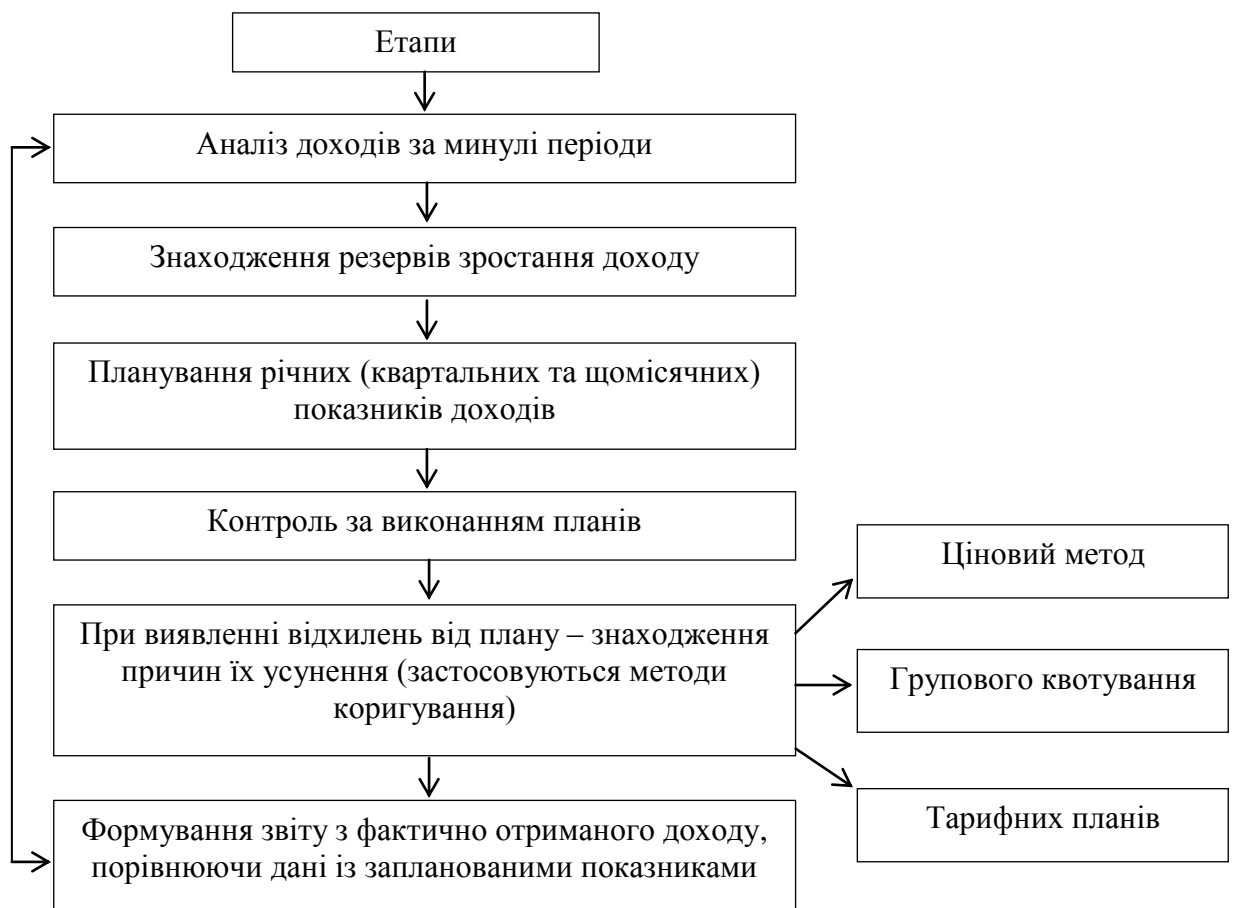 Етапи
Аналіз доходів за минулі періоди
Знаходження резервів зростання доходу
Планування річних (квартальних та щомісячних)
показників доходів
Контроль за виконанням планів
При виявленні відхилень від плану – знаходження
причин їх усунення (застосовуються методи
коригування)
Ціновий метод
Групового квотування
Тарифних планів
Формування звіту з фактично отриманого доходу,
порівнюючи дані із запланованими показниками